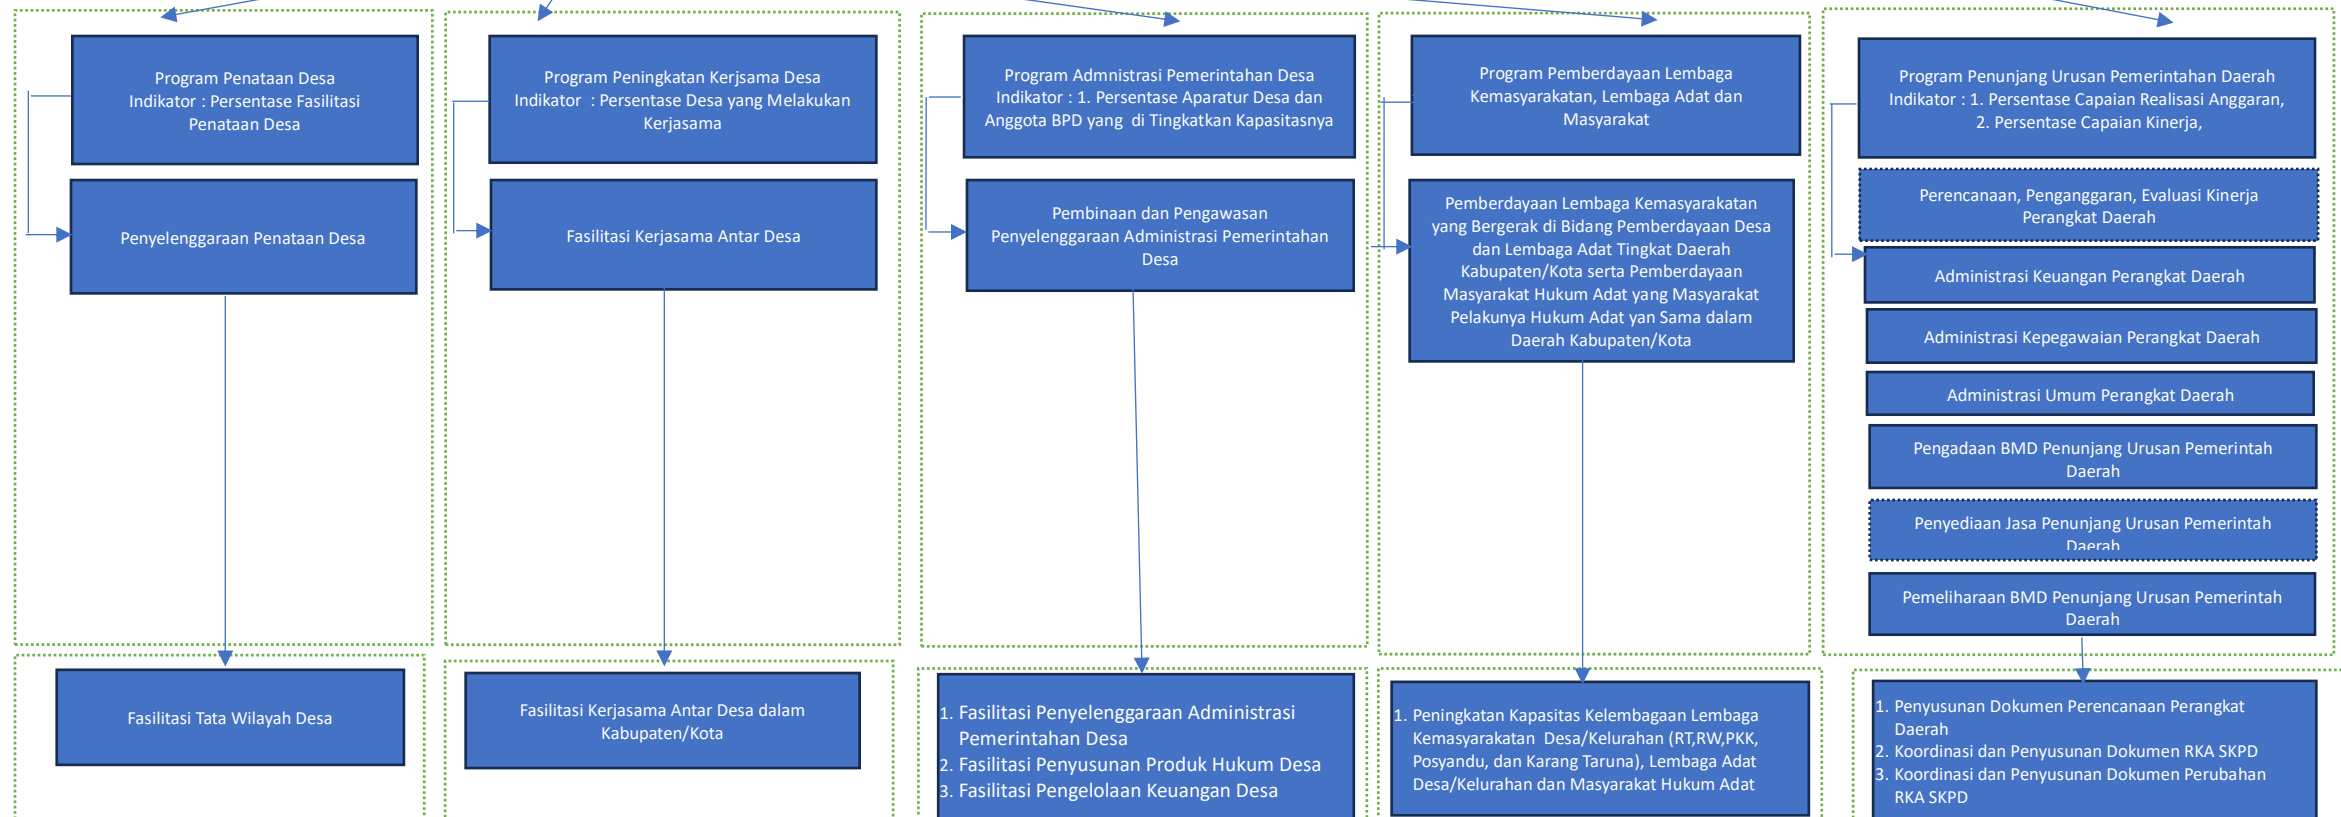 Program Penataan Desa
Indikator : Persentase Fasilitasi
Penataan Desa
Penyelenggaraan Penataan Desa
Fasilitasi Tata Wilayah Desa
Program Peningkatan Kerjsama Desa
Indikator  : Persentase Desa yang Melakukan
Kerjasama
Fasilitasi Kerjasama Antar Desa
Fasilitasi Kerjasama Antar Desa dalam
Kabupaten/Kota
Program Admnistrasi Pemerintahan Desa
Indikator : 1. Persentase Aparatur Desa dan
Anggota BPD yang  di Tingkatkan Kapasitasnya
Pembinaan dan Pengawasan
Penyelenggaraan Administrasi Pemerintahan
Desa
1. Fasilitasi Penyelenggaraan Administrasi
Pemerintahan Desa
2. Fasilitasi Penyusunan Produk Hukum Desa
3. Fasilitasi Pengelolaan Keuangan Desa
Program Pemberdayaan Lembaga
Kemasyarakatan, Lembaga Adat dan
Masyarakat
Pemberdayaan Lembaga Kemasyarakatan
yang Bergerak di Bidang Pemberdayaan Desa
dan Lembaga Adat Tingkat Daerah
Kabupaten/Kota serta Pemberdayaan
Masyarakat Hukum Adat yang Masyarakat
Pelakunya Hukum Adat yan Sama dalam
Daerah Kabupaten/Kota
1. Peningkatan Kapasitas Kelembagaan Lembaga
Kemasyarakatan  Desa/Kelurahan (RT,RW,PKK,
Posyandu, dan Karang Taruna), Lembaga Adat
Desa/Kelurahan dan Masyarakat Hukum Adat
Program Penunjang Urusan Pemerintahan Daerah
Indikator : 1. Persentase Capaian Realisasi Anggaran,
2. Persentase Capaian Kinerja,
Perencanaan, Penganggaran, Evaluasi Kinerja
Perangkat Daerah
Administrasi Keuangan Perangkat Daerah
Administrasi Kepegawaian Perangkat Daerah
Administrasi Umum Perangkat Daerah
Pengadaan BMD Penunjang Urusan Pemerintah
Daerah
Penyediaan Jasa Penunjang Urusan Pemerintah
Daerah
Pemeliharaan BMD Penunjang Urusan Pemerintah
Daerah
1. Penyusunan Dokumen Perencanaan Perangkat
Daerah
2. Koordinasi dan Penyusunan Dokumen RKA SKPD
3. Koordinasi dan Penyusunan Dokumen Perubahan
RKA SKPD